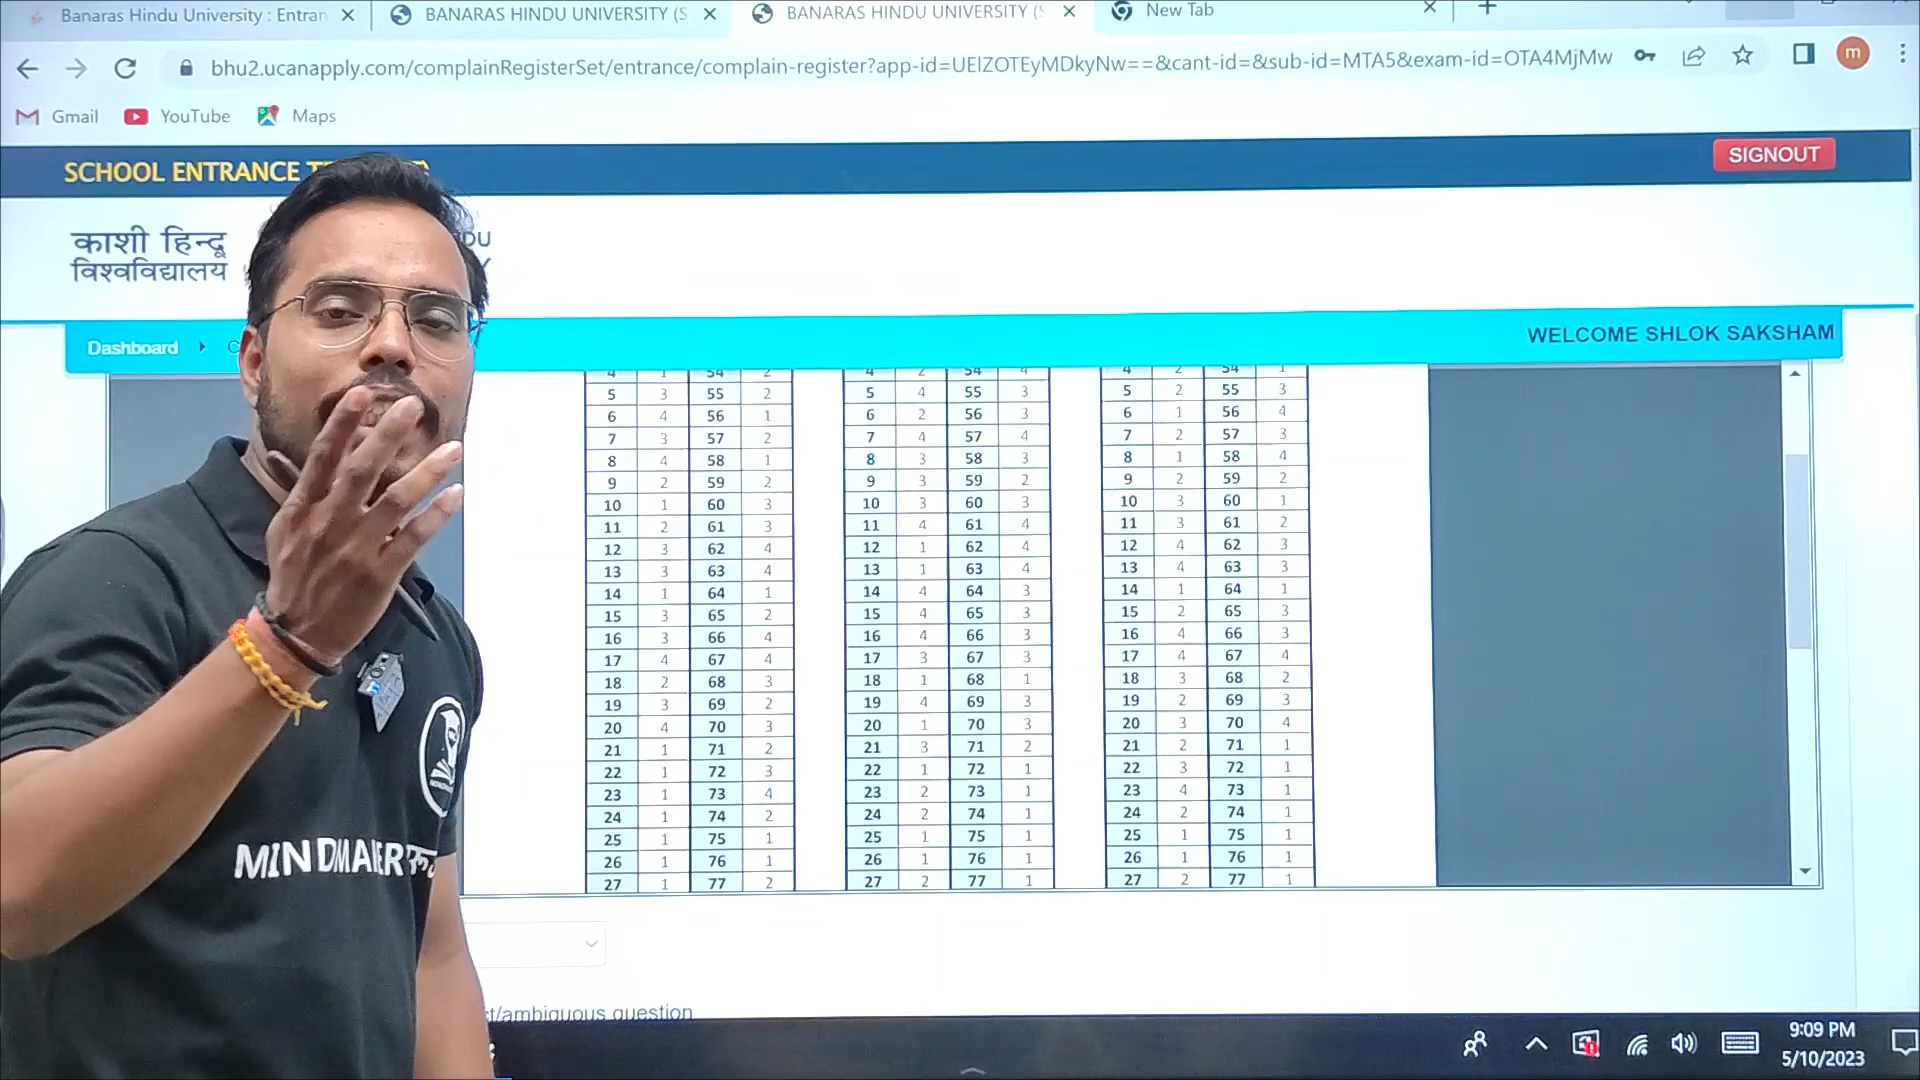 Banaras Hindu University : Entran
BANARAS HINDU UNIVERSITY (S
BANARAS HINDU UNIVERSITY (S
New Tab
bhu2.ucanapply.com/complainRegisterSet/entrance/complain-register?app-id=UElZOTEyMDkyNw==&cant-id=&sub-id=MTA5&exam-id=OTA4MjMw
m
Gmail YouTube Maps
SCHOOL ENTRANCE
SIGNOUT
काशी हिन्दू
विश्वविद्यालय
Dashboard
WELCOME SHLOK SAKSHAM
4 1 54 2 4 2 54 4 4 2 54 1
5 3 55 2 5 4 55 3 5 2 55 3
6 4 56 1 6 2 56 3 6 1 56 4
7 3 57 2 7 4 57 4 7 2 57 3
8 4 58 1 8 3 58 3 8 1 58 4
9 2 59 2 9 3 59 2 9 2 59 2
10 1 60 3 10 3 60 3 10 3 60 1
11 2 61 3 11 4 61 4 11 3 61 2
12 3 62 4 12 1 62 4 12 4 62 3
13 3 63 4 13 1 63 4 13 4 63 3
14 1 64 1 14 4 64 3 14 1 64 1
15 3 65 2 15 4 65 3 15 2 65 3
16 3 66 4 16 4 66 3 16 4 66 3
17 4 67 4 17 3 67 3 17 4 67 4
18 2 68 3 18 1 68 1 18 3 68 2
19 3 69 2 19 4 69 3 19 2 69 3
20 4 70 3 20 1 70 3 20 3 70 4
21 1 71 2 21 3 71 2 21 2 71 1
22 1 72 3 22 1 72 1 22 3 72 1
23 1 73 4 23 2 73 1 23 4 73 1
24 1 74 2 24 2 74 1 24 2 74 1
25 1 75 1 25 1 75 1 25 1 75 1
26 1 76 1 26 1 76 1 26 1 76 1
27 1 77 2 27 2 77 1 27 2 77 1
/ambiguous question
9:09 PM
5/10/2023